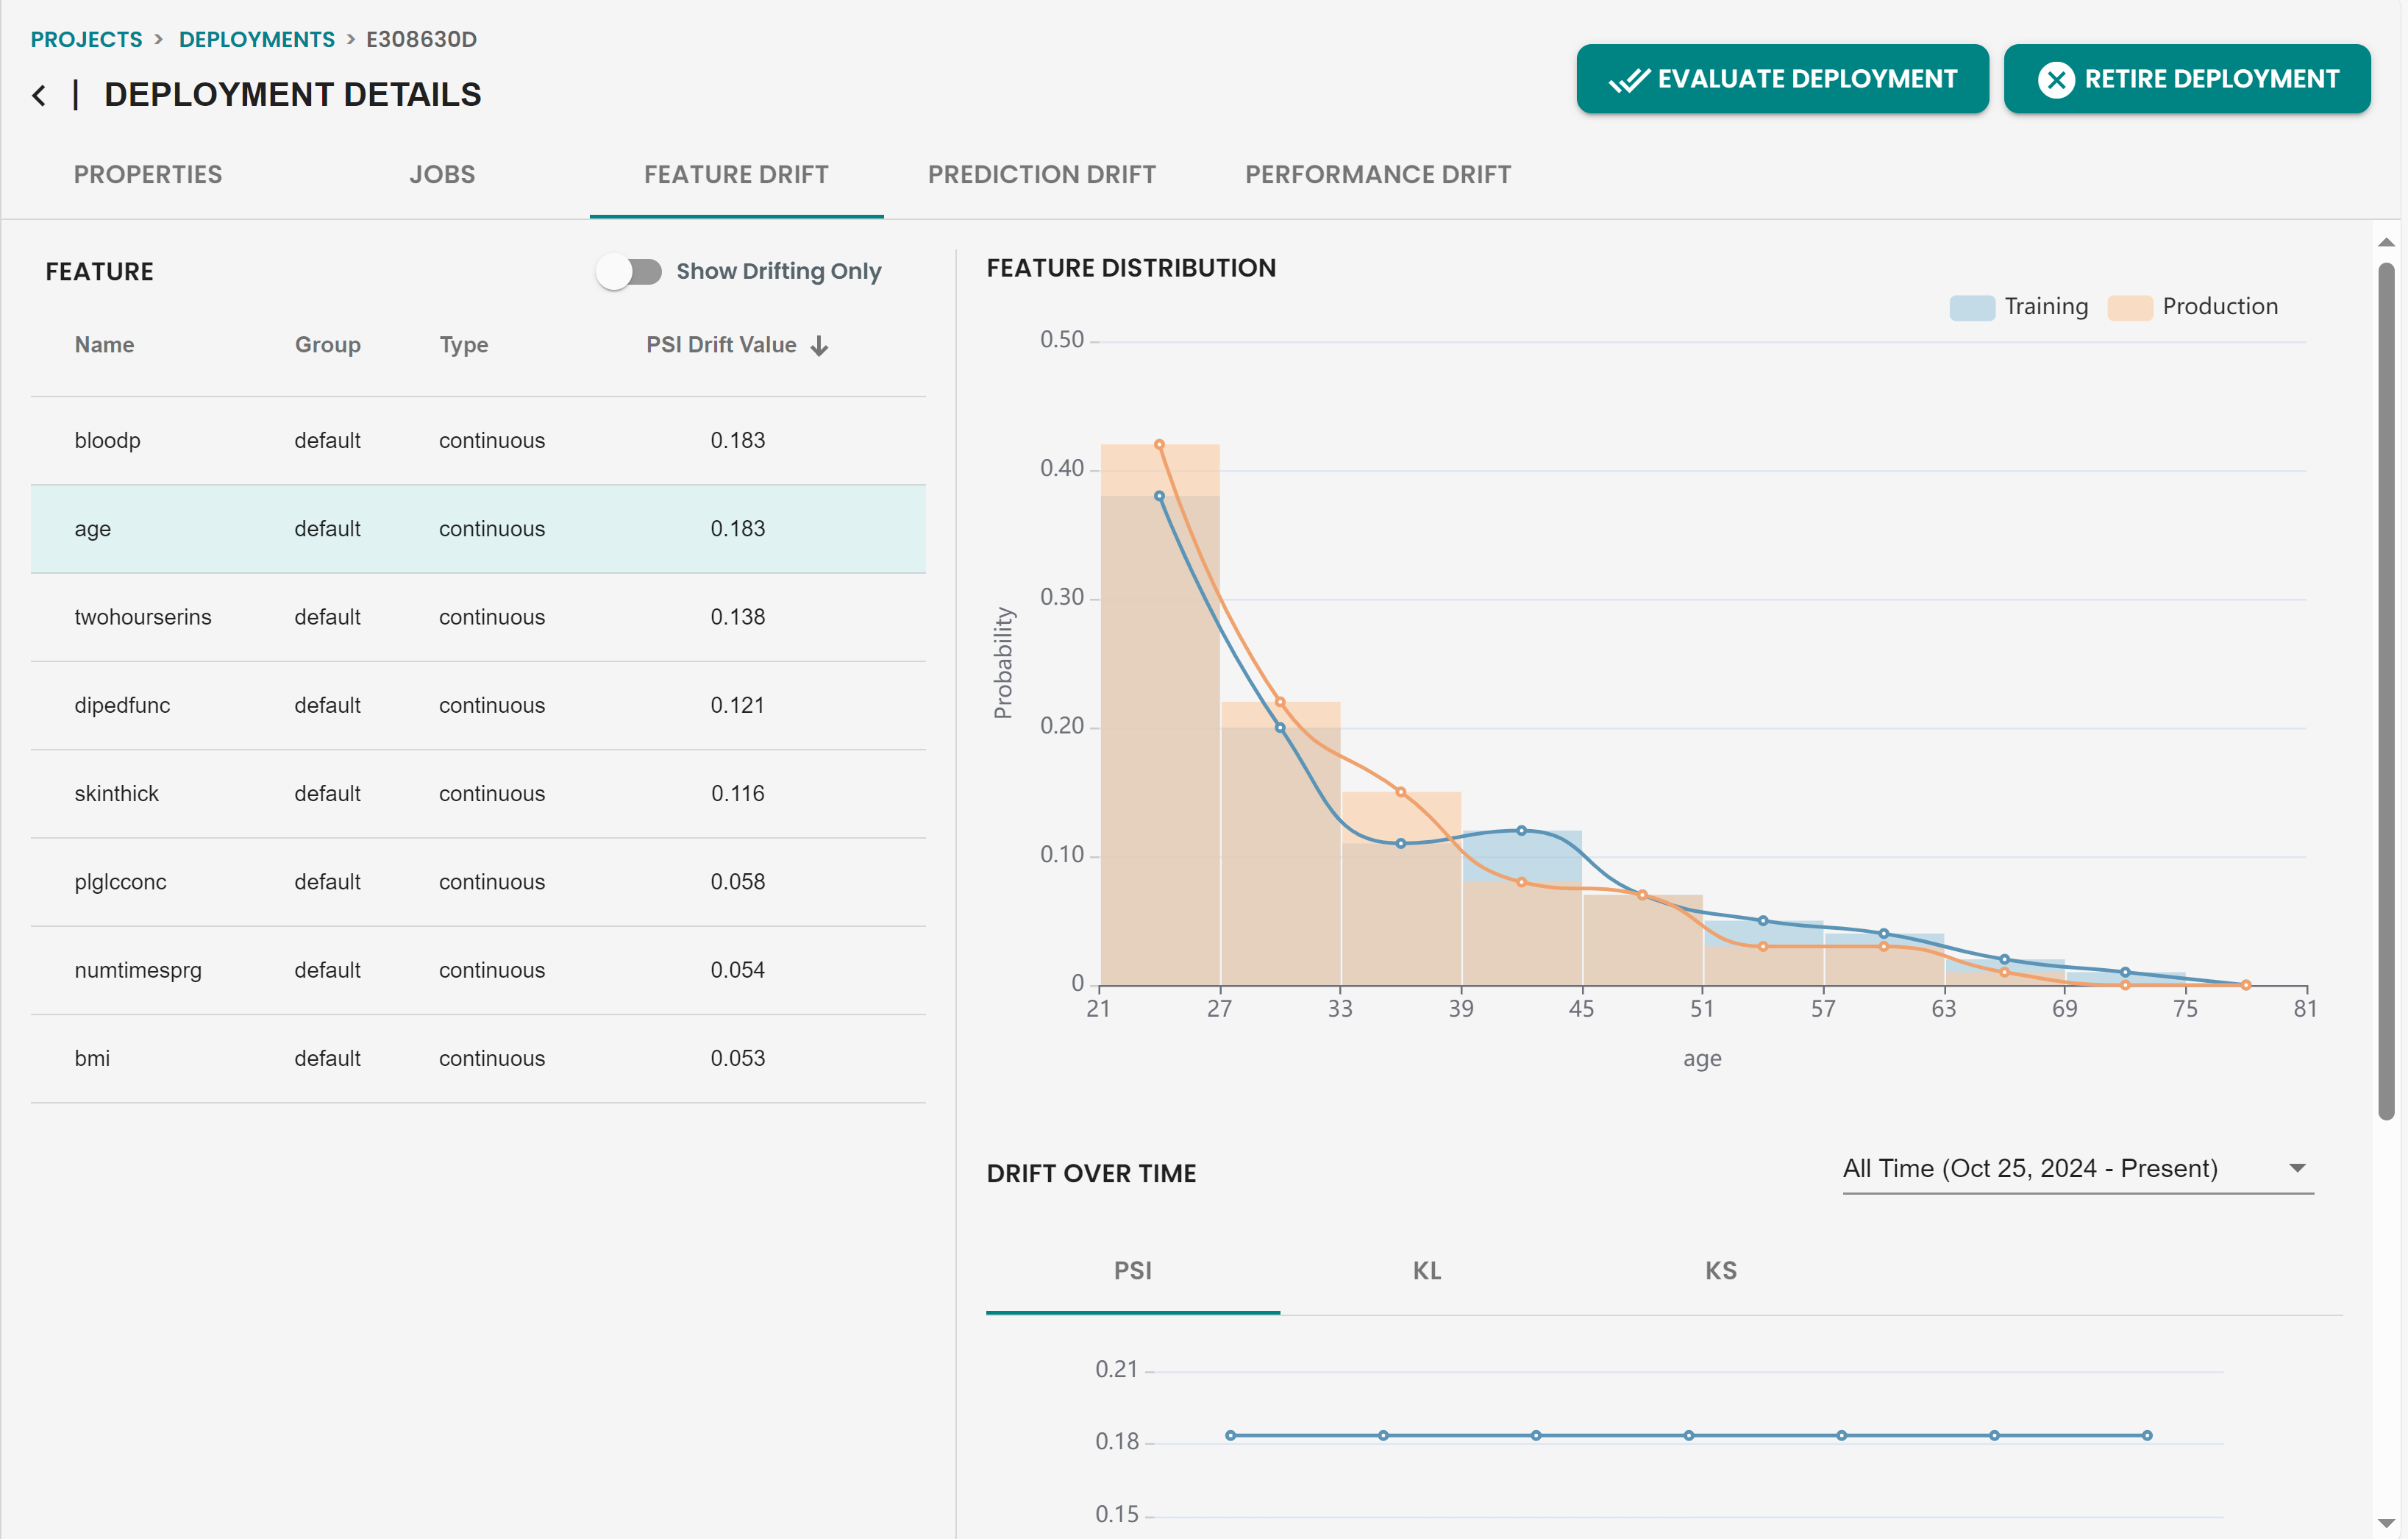 PROJECTS > DEPLOYMENTS > E308630D
DEPLOYMENT DETAILS
EVALUATE DEPLOYMENT
RETIRE DEPLOYMENT
PROPERTIES JOBS FEATURE DRIFT PREDICTION DRIFT PERFORMANCE DRIFT
FEATURE
Show Drifting Only
Name Group Type PSI Drift Value
bloodp default continuous 0.183
age default continuous 0.183
twohourserins default continuous 0.138
dipedfunc default continuous 0.121
skinthick default continuous 0.116
plglcconc default continuous 0.058
numtimesprg default continuous 0.054
bmi default continuous 0.053
FEATURE DISTRIBUTION
Training Production
0.50
0.40
0.30
0.20
0.10
0
Probability
21 27 33 39 45 51 57 63 69 75 81
age
DRIFT OVER TIME
All Time (Oct 25, 2024 - Present)
PSI KL KS
0.21
0.18
0.15